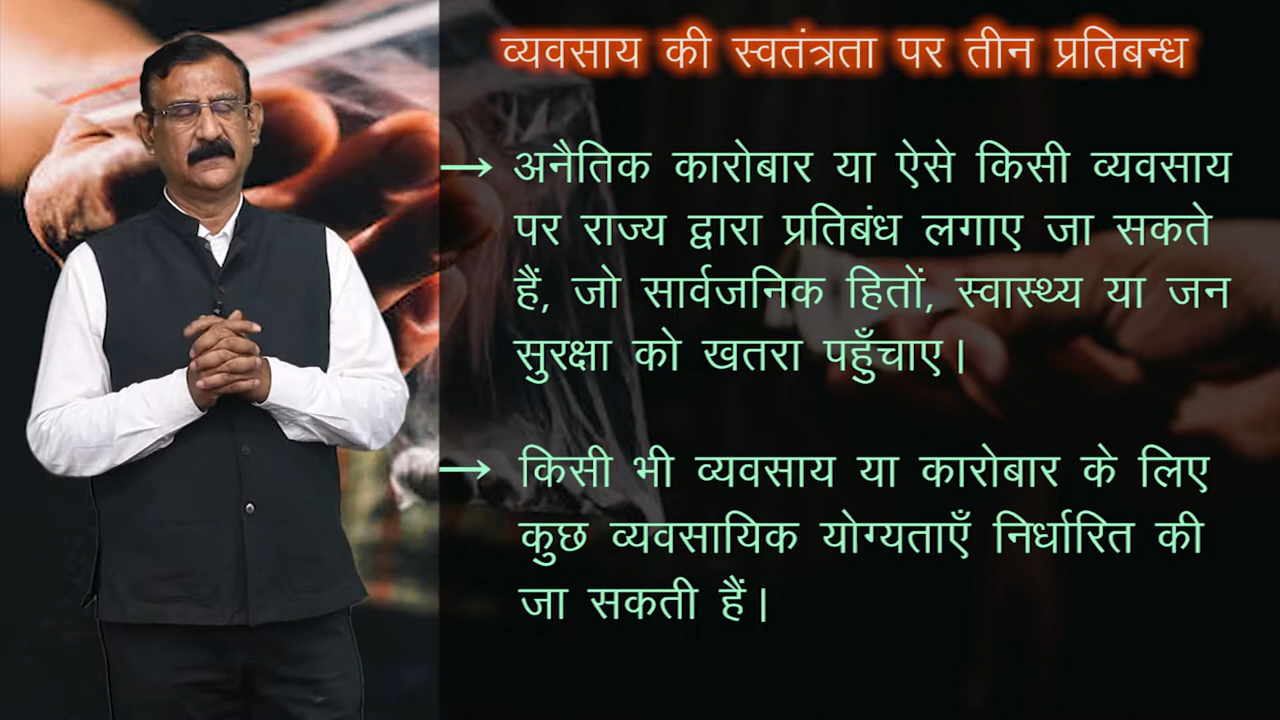 व्यवसाय की स्वतंत्रता पर तीन प्रतिबन्ध
→ अनैतिक कारोबार या ऐसे किसी व्यवसाय
पर राज्य द्वारा प्रतिबंध लगाए जा सकते
हैं, जो सार्वजनिक हितों, स्वास्थ्य या जन
सुरक्षा को खतरा पहुँचाए।
→ किसी भी व्यवसाय या कारोबार के लिए
कुछ व्यवसायिक योग्यताएँ निर्धारित की
जा सकती हैं।